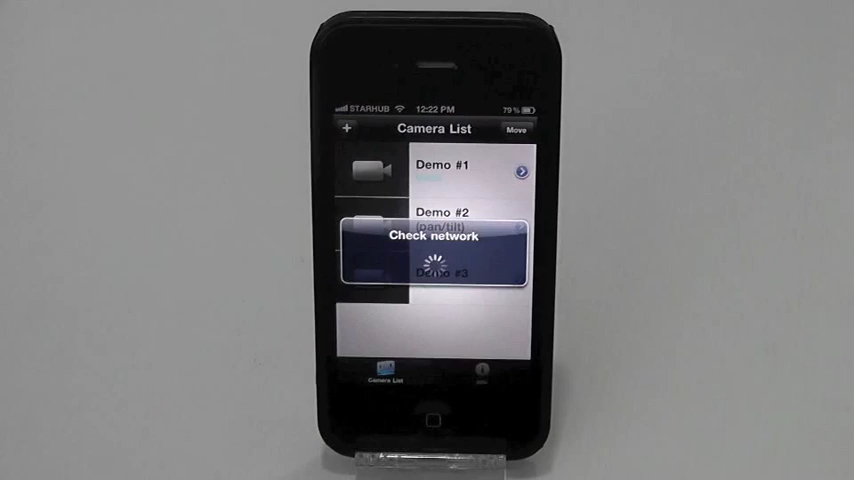 STARHUB 12:22 PM 79%
+ Camera List Move
Demo #1
Demo #2
(pan/tilt)
Check network
Demo #3
Camera List